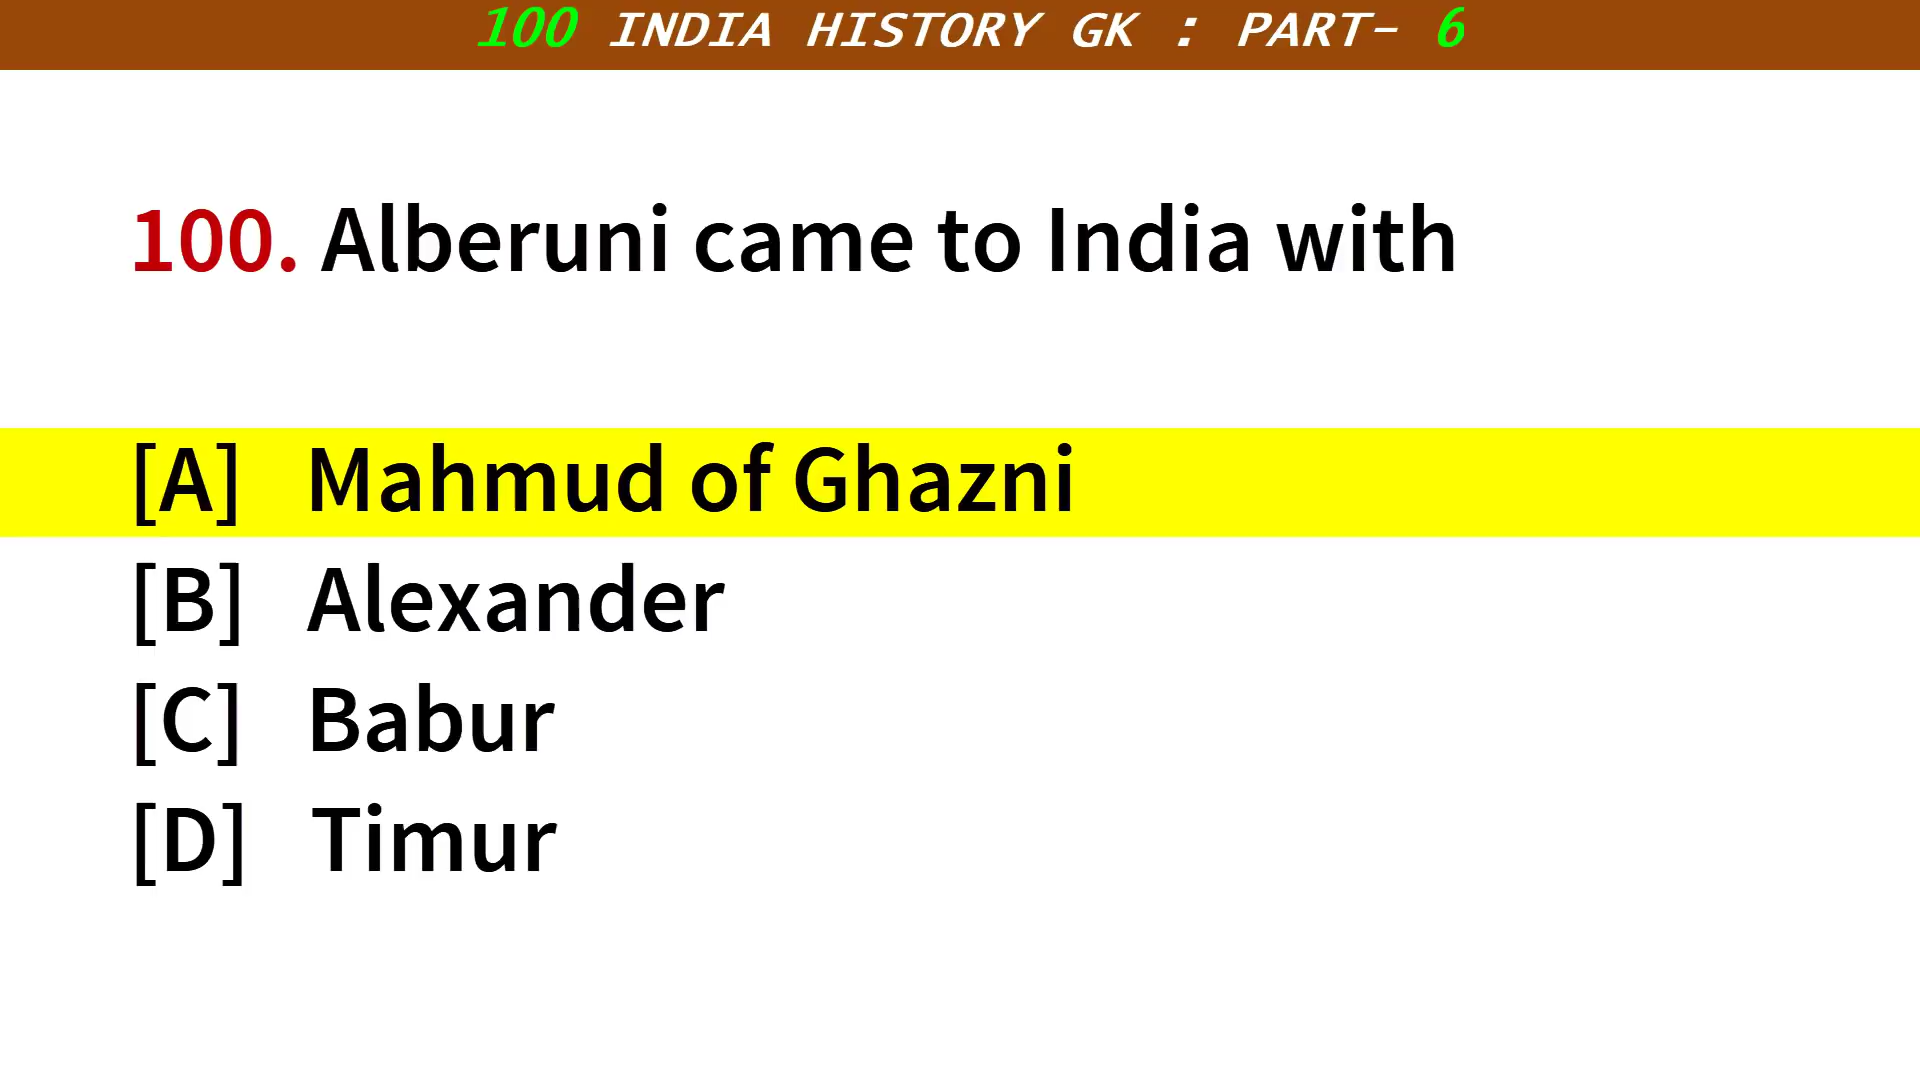 100 INDIA HISTORY GK : PART- 6
100. Alberuni came to India with
[A] Mahmud of Ghazni
[B] Alexander
[C] Babur
[D] Timur